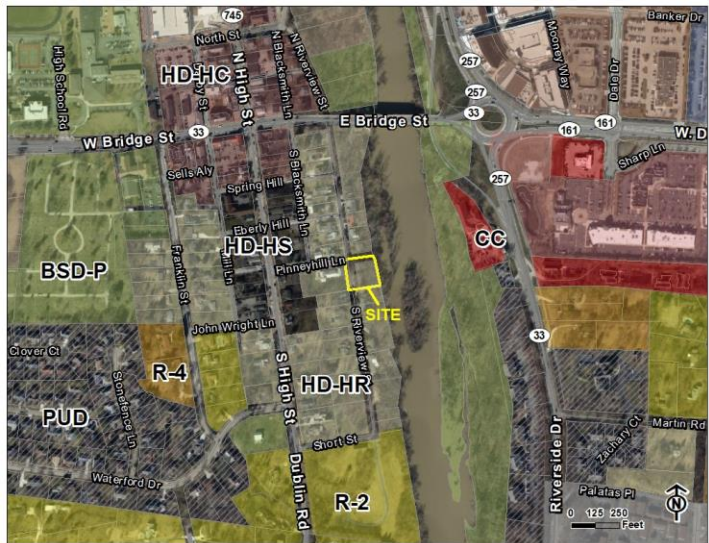 745
Banker Dr
North St
High School Rd
Darby St
N High St
N Blacksmith Ln
N Riverview St
Mooney Way
Dale Dr
257
HD-HC
257
33
161
161
W Bridge St
33
E Bridge St
W. D
Sharp Ln
Sells Aly
S Blacksmith Ln
257
Spring Hill
Eberly Hill
HD-HS
CC
BSD-P
Mill Ln
Pinneyhill Ln
Franklin St
SITE
John Wright Ln
S Riverview
33
Clover Ct
R-4
S High St
HD-HR
Stonefence Ln
PUD
Martin Rd
Zachary Ct
Short St
Riverside Dr
Waterford Dr
Dublin Rd
R-2
Palatas Pl
N
0 125 250
Feet